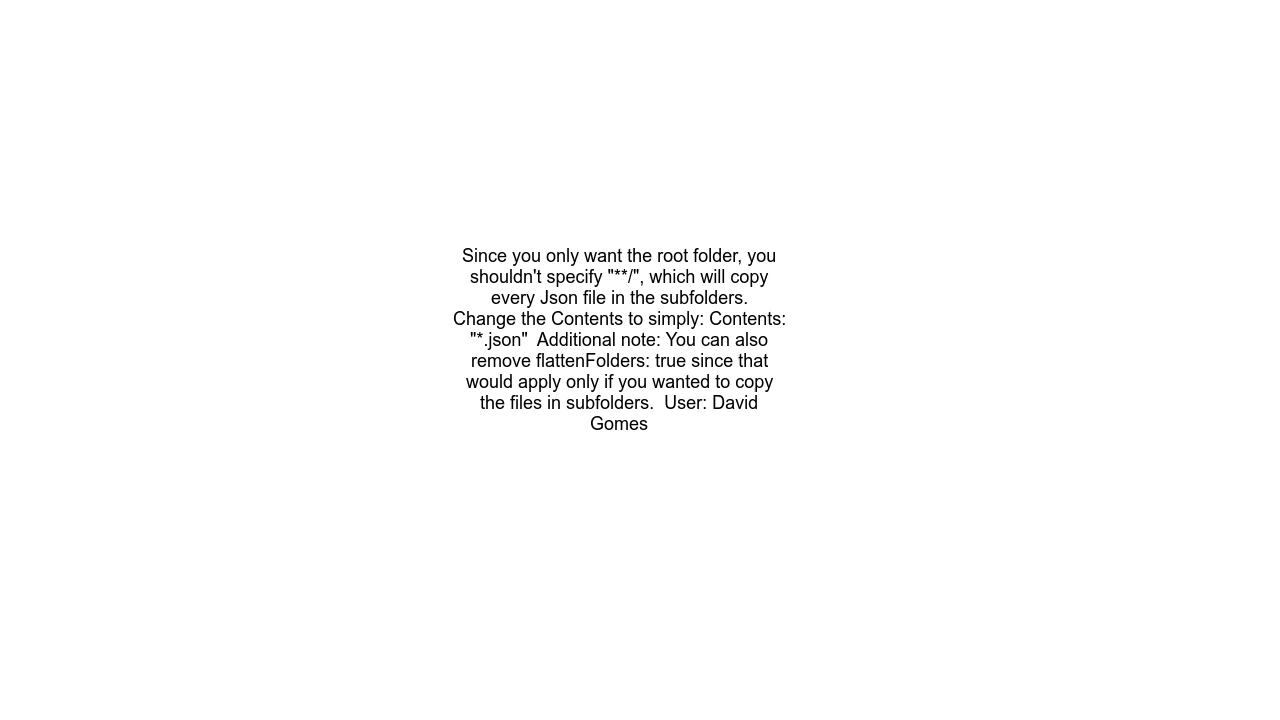 Since you only want the root folder, you
shouldn't specify "**/", which will copy
every Json file in the subfolders.
Change the Contents to simply: Contents:
"*.json"  Additional note: You can also
remove flattenFolders: true since that
would apply only if you wanted to copy
the files in subfolders.  User: David
Gomes